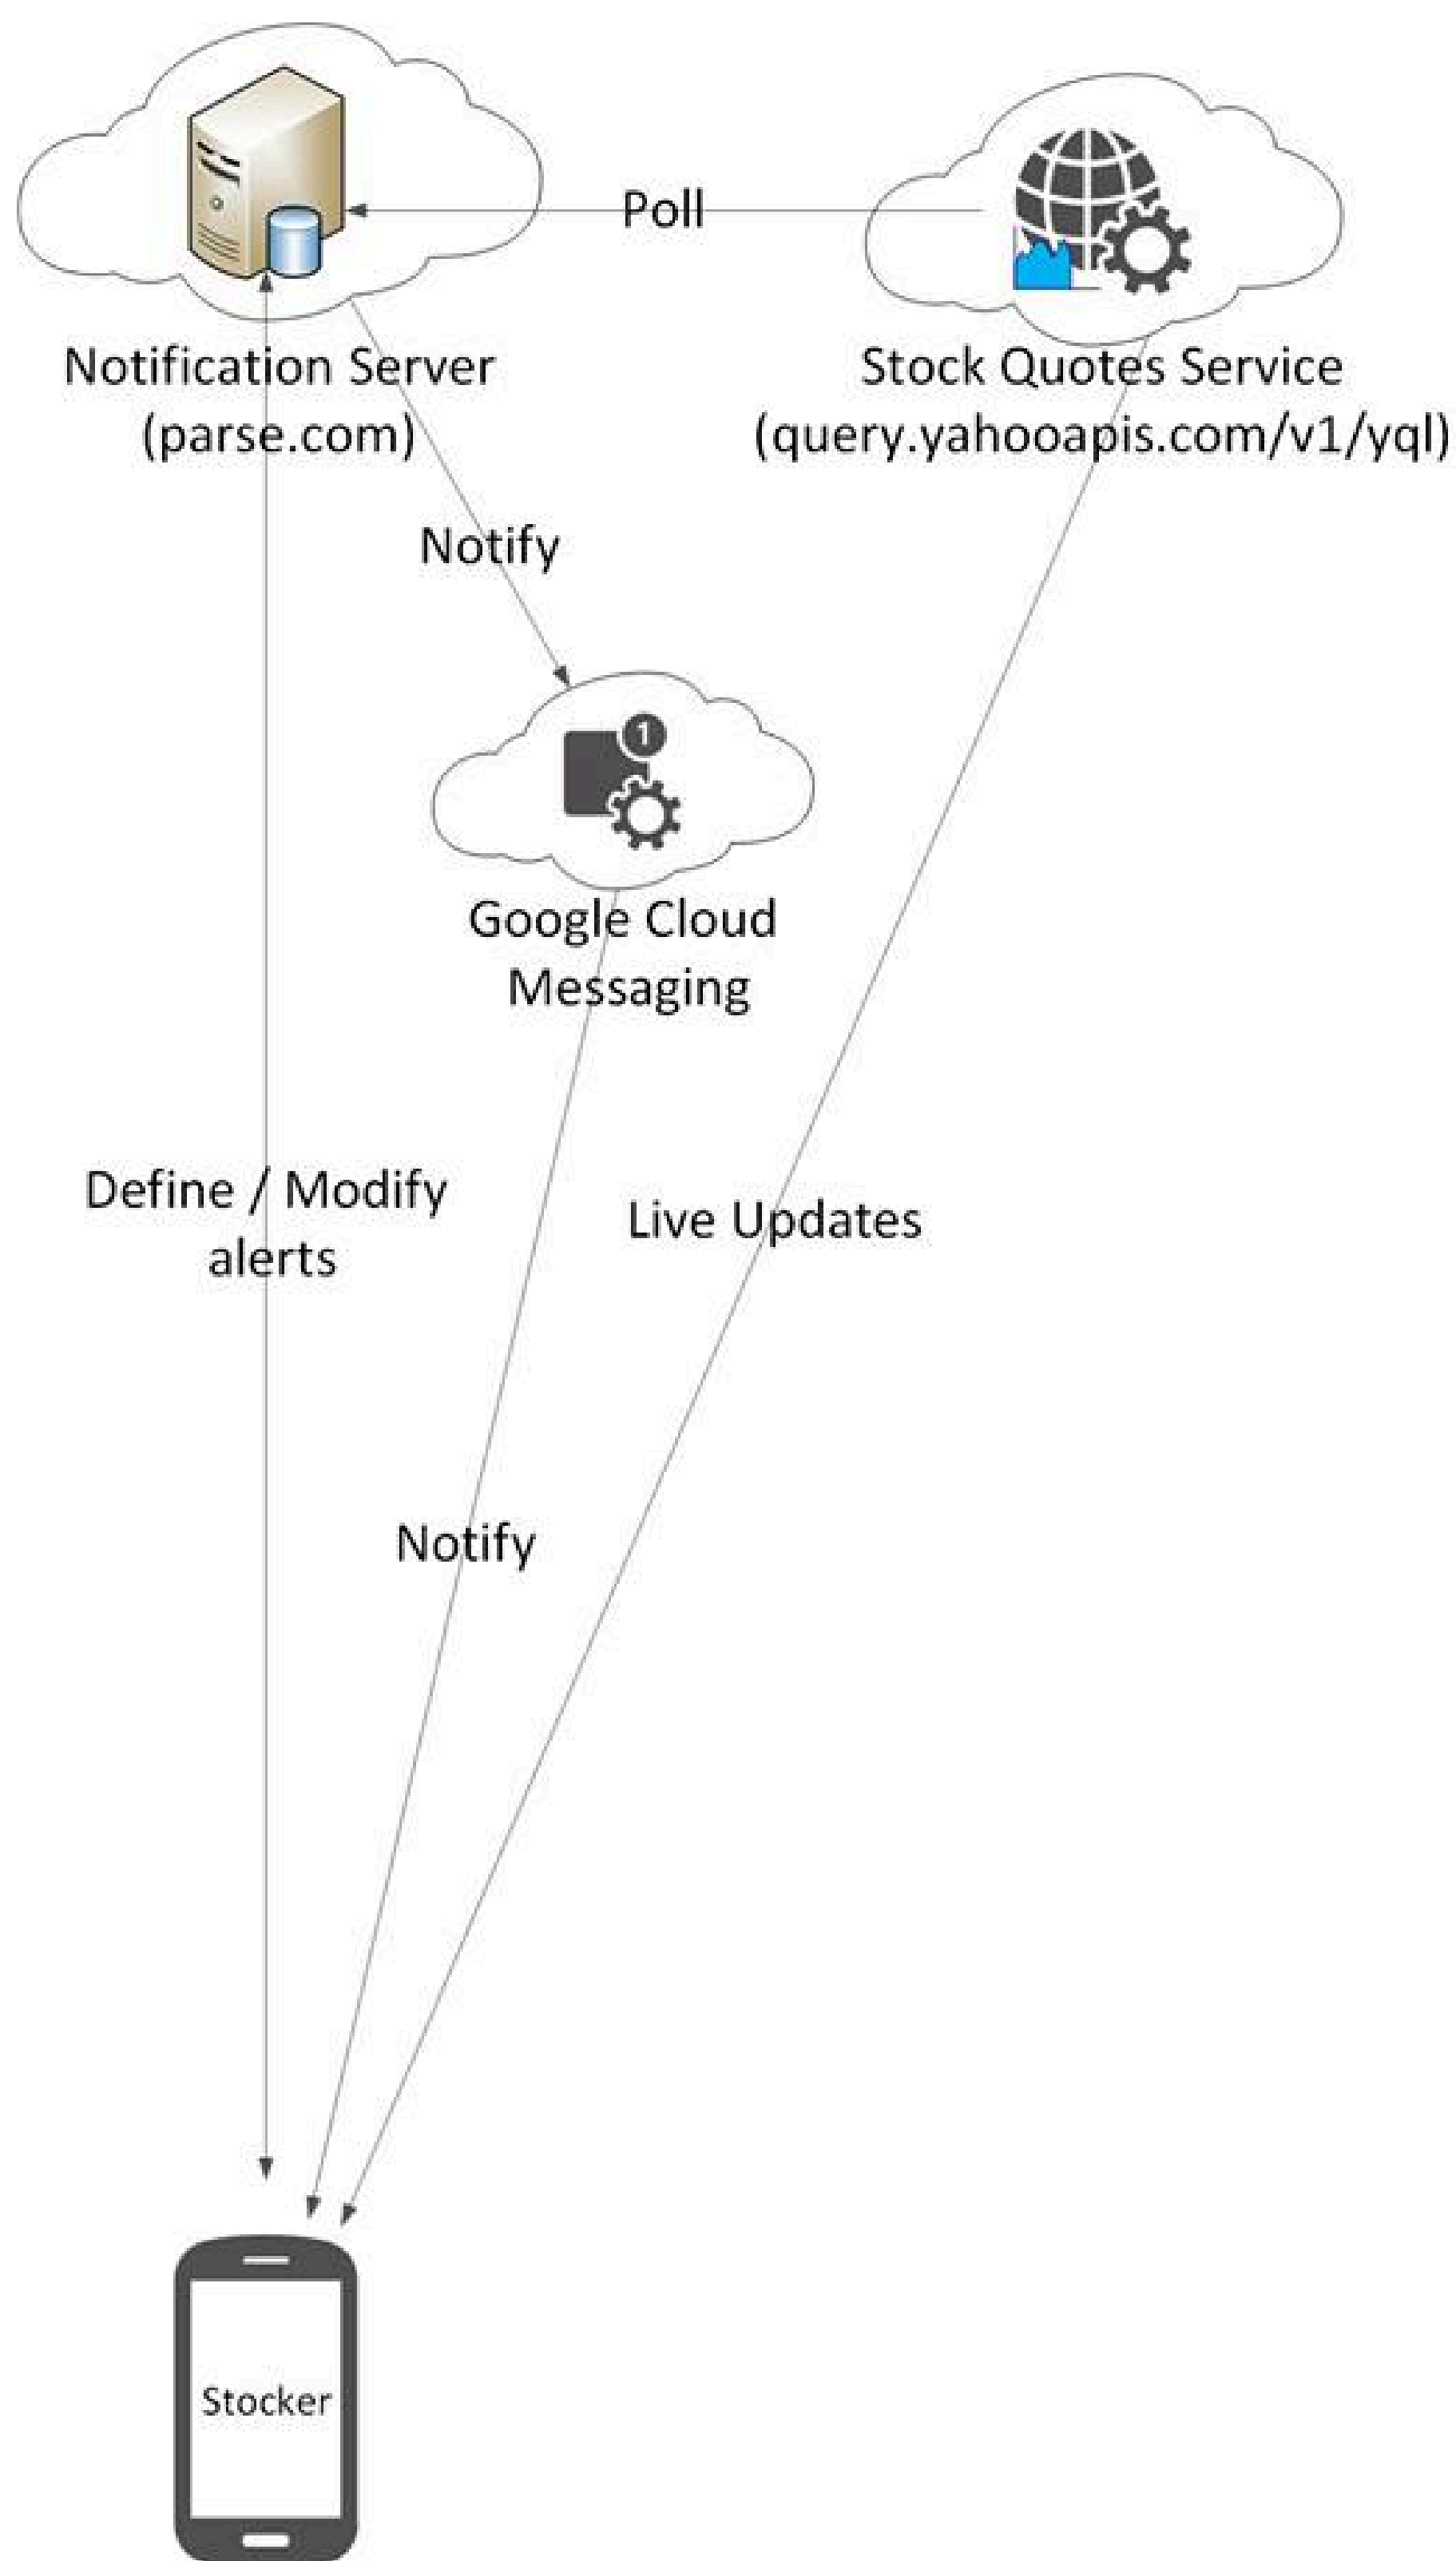 Poll
Notification Server
(parse.com)
Stock Quotes Service
(query.yahooapis.com/v1/yql)
Notify
1
Google Cloud
Messaging
Define / Modify
alerts
Live Updates
Notify
Stocker